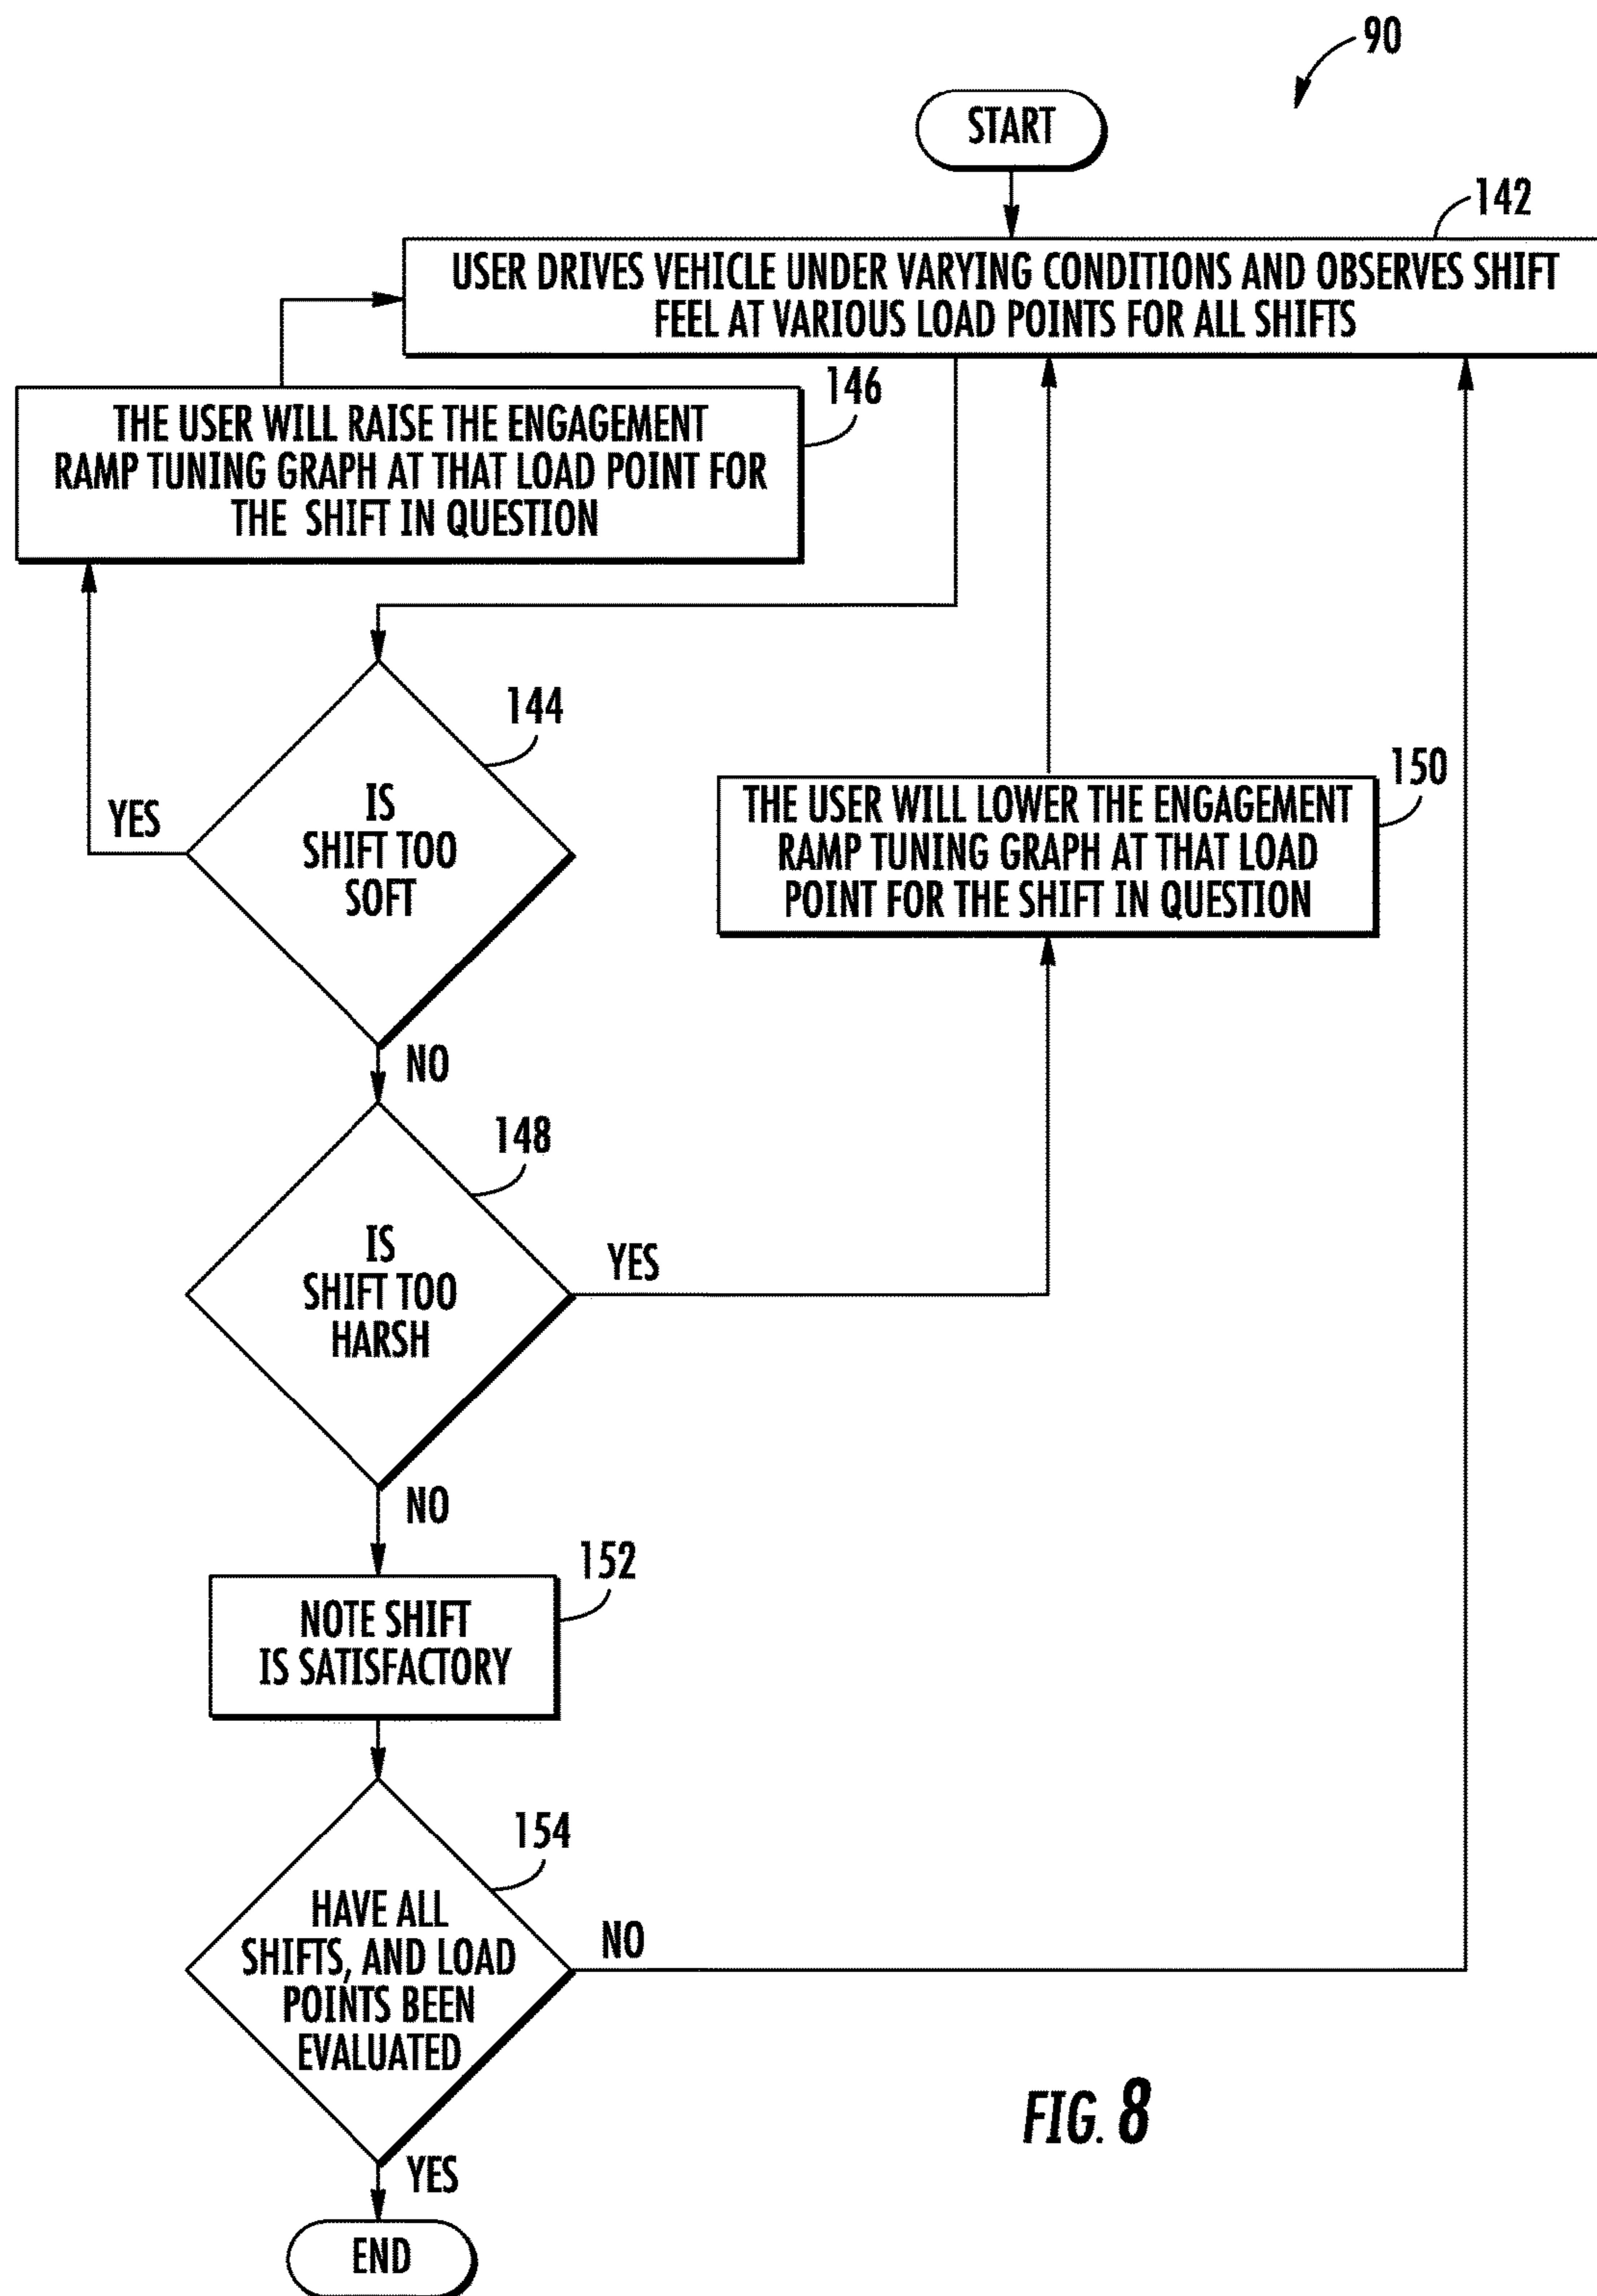 90
START
142
USER DRIVES VEHICLE UNDER VARYING CONDITIONS AND OBSERVES SHIFT
FEEL AT VARIOUS LOAD POINTS FOR ALL SHIFTS
146
THE USER WILL RAISE THE ENGAGEMENT
RAMP TUNING GRAPH AT THAT LOAD POINT FOR
THE SHIFT IN QUESTION
144
YES
IS
SHIFT TOO
SOFT
150
THE USER WILL LOWER THE ENGAGEMENT
RAMP TUNING GRAPH AT THAT LOAD
POINT FOR THE SHIFT IN QUESTION
NO
148
IS
SHIFT TOO
HARSH
YES
NO
152
NOTE SHIFT
IS SATISFACTORY
154
HAVE ALL
SHIFTS, AND LOAD
POINTS BEEN
EVALUATED
NO
YES
END
FIG. 8